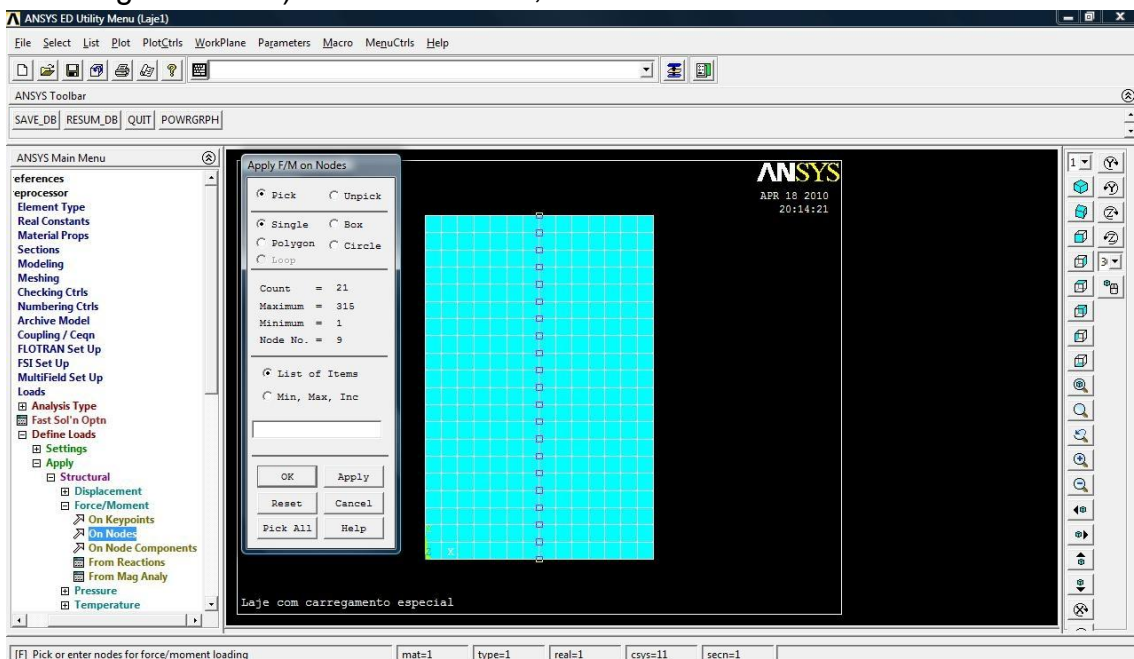 ANSYS ED Utility Menu (Laje1)
File Select List Plot PlotCtrls WorkPlane Parameters Macro MenuCtrls Help
ANSYS Toolbar
SAVE_DB RESUM_DB QUIT POWRGRPH
ANSYS Main Menu
eferences
eprocessor
Element Type
Real Constants
Material Props
Sections
Modeling
Meshing
Checking Ctrls
Numbering Ctrls
Archive Model
Coupling / Ceqn
FLOTRAN Set Up
FSI Set Up
MultiField Set Up
Loads
Analysis Type
Fast Sol'n Optn
Define Loads
Settings
Apply
Structural
Displacement
Force/Moment
On Keypoints
On Nodes
On Node Components
From Reactions
From Mag Analy
Pressure
Temperature
Apply F/M on Nodes
Pick Unpick
Single Box
Polygon Circle
Loop
Count = 21
Maximum = 315
Minimum = 1
Node No. = 9
List of Items
Min, Max, Inc
OK Apply
Reset Cancel
Pick All Help
ANSYS
APR 18 2010
20:14:21
Z X
Laje com carregamento especial
1
[F] Pick or enter nodes for force/moment loading
mat=1 type=1 real=1 csys=11 secn=1